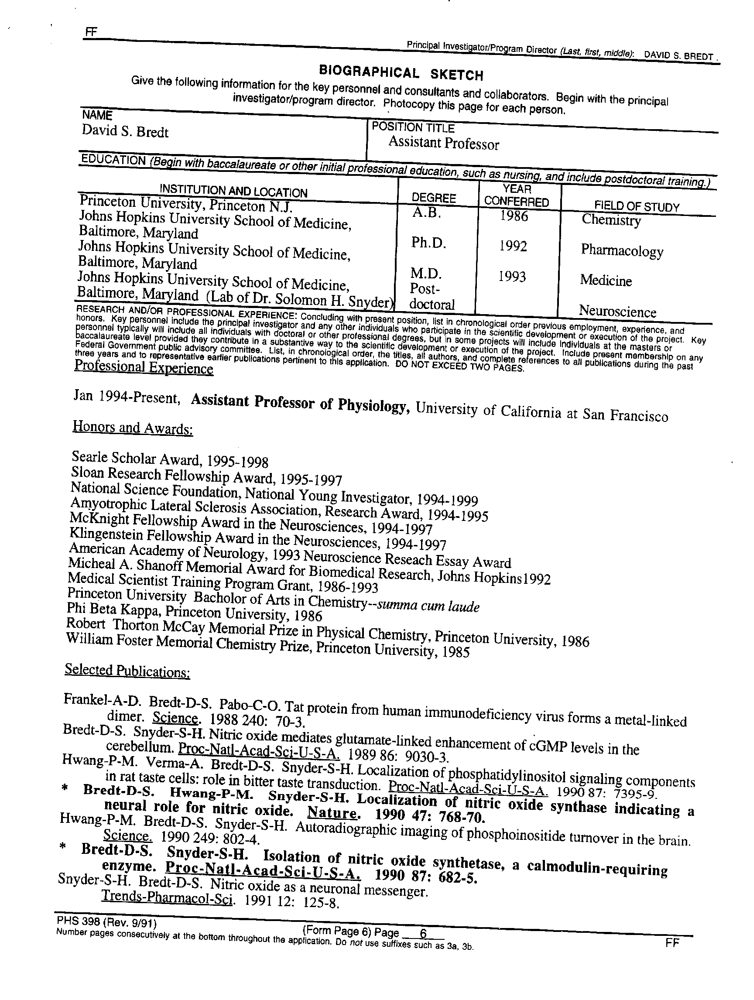 FF
Principal Investigator/Program Director (Last, first, middle): DAVID S. BREDT .
BIOGRAPHICAL SKETCH
Give the following information for the key personnel and consultants and collaborators. Begin with the principal
investigator/program director. Photocopy this page for each person.
NAME
David S. Bredt
POSITION TITLE
Assistant Professor
EDUCATION (Begin with baccalaureate or other initial professional education, such as nursing, and include postdoctoral training.)
INSTITUTION AND LOCATION DEGREE YEAR CONFERRED FIELD OF STUDY
Princeton University, Princeton N.J. A.B. 1986 Chemistry
Johns Hopkins University School of Medicine,
Baltimore, Maryland Ph.D. 1992 Pharmacology
Johns Hopkins University School of Medicine,
Baltimore, Maryland M.D. 1993 Medicine
Johns Hopkins University School of Medicine, Post-
Baltimore, Maryland (Lab of Dr. Solomon H. Snyder) doctoral Neuroscience
RESEARCH AND/OR PROFESSIONAL EXPERIENCE: Concluding with present position, list in chronological order previous employment, experience, and
honors. Key personnel include the principal investigator and any other individuals who participate in the scientific development or execution of the project. Key
personnel typically will include all individuals with doctoral or other professional degrees, but in some projects will include individuals at the masters or
baccalaureate level provided they contribute in a substantive way to the scientific development or execution of the project. Include present membership on any
Federal Government public advisory committee. List, in chronological order, the titles, all authors, and complete references to all publications during the past
three years and to representative earlier publications pertinent to this application. DO NOT EXCEED TWO PAGES.
Professional Experience
Jan 1994-Present, Assistant Professor of Physiology, University of California at San Francisco
Honors and Awards:
Searle Scholar Award, 1995-1998
Sloan Research Fellowship Award, 1995-1997
National Science Foundation, National Young Investigator, 1994-1999
Amyotrophic Lateral Sclerosis Association, Research Award, 1994-1995
McKnight Fellowship Award in the Neurosciences, 1994-1997
Klingenstein Fellowship Award in the Neurosciences, 1994-1997
American Academy of Neurology, 1993 Neuroscience Reseach Essay Award
Micheal A. Shanoff Memorial Award for Biomedical Research, Johns Hopkins1992
Medical Scientist Training Program Grant, 1986-1993
Princeton University Bacholor of Arts in Chemistry--summa cum laude
Phi Beta Kappa, Princeton University, 1986
Robert Thorton McCay Memorial Prize in Physical Chemistry, Princeton University, 1986
William Foster Memorial Chemistry Prize, Princeton University, 1985
Selected Publications:
Frankel-A-D. Bredt-D-S. Pabo-C-O. Tat protein from human immunodeficiency virus forms a metal-linked
dimer. Science. 1988 240: 70-3.
Bredt-D-S. Snyder-S-H. Nitric oxide mediates glutamate-linked enhancement of cGMP levels in the
cerebellum. Proc-Natl-Acad-Sci-U-S-A. 1989 86: 9030-3.
Hwang-P-M. Verma-A. Bredt-D-S. Snyder-S-H. Localization of phosphatidylinositol signaling components
in rat taste cells: role in bitter taste transduction. Proc-Natl-Acad-Sci-U-S-A. 1990 87: 7395-9.
* Bredt-D-S. Hwang-P-M. Snyder-S-H. Localization of nitric oxide synthase indicating a
neural role for nitric oxide. Nature. 1990 47: 768-70.
Hwang-P-M. Bredt-D-S. Snyder-S-H. Autoradiographic imaging of phosphoinositide turnover in the brain.
Science. 1990 249: 802-4.
* Bredt-D-S. Snyder-S-H. Isolation of nitric oxide synthetase, a calmodulin-requiring
enzyme. Proc-Natl-Acad-Sci-U-S-A. 1990 87: 682-5.
Snyder-S-H. Bredt-D-S. Nitric oxide as a neuronal messenger.
Trends-Pharmacol-Sci. 1991 12: 125-8.
PHS 398 (Rev. 9/91) (Form Page 6) Page 6 FF
Number pages consecutively at the bottom throughout the application. Do not use suffixes such as 3a, 3b.